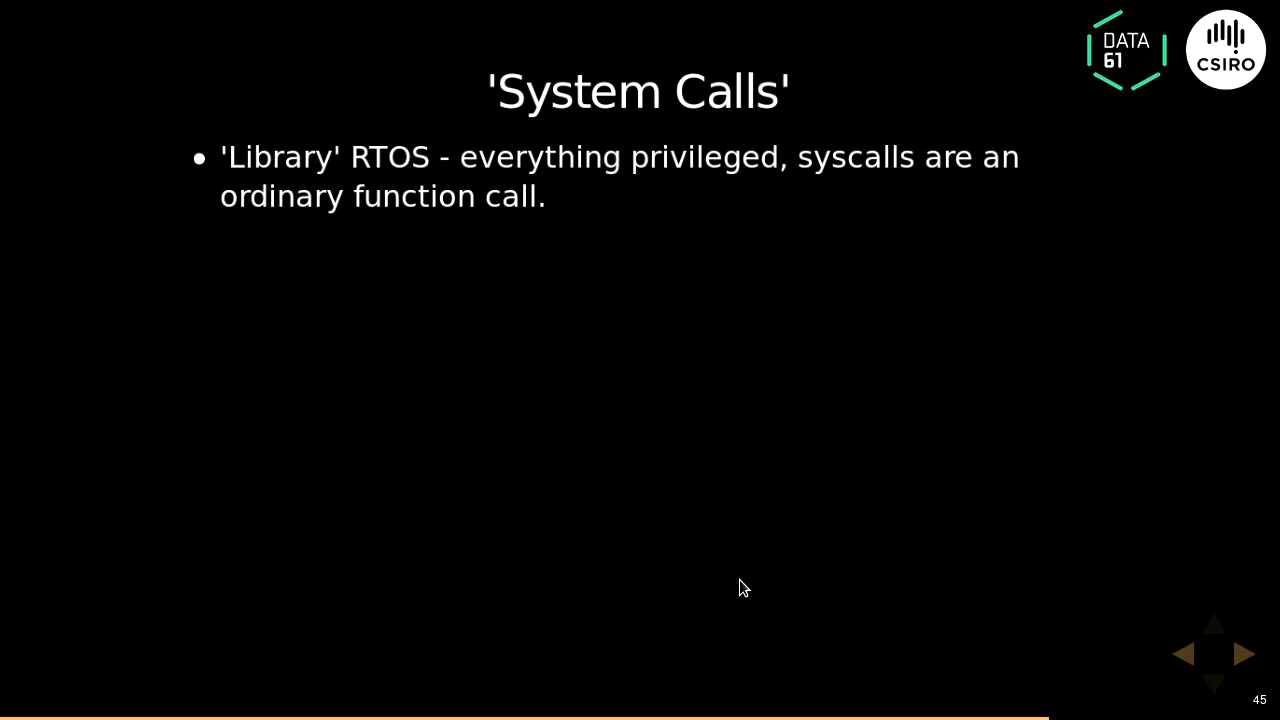 DATA
61
CSIRO
'System Calls'
'Library' RTOS - everything privileged, syscalls are an
ordinary function call.
45